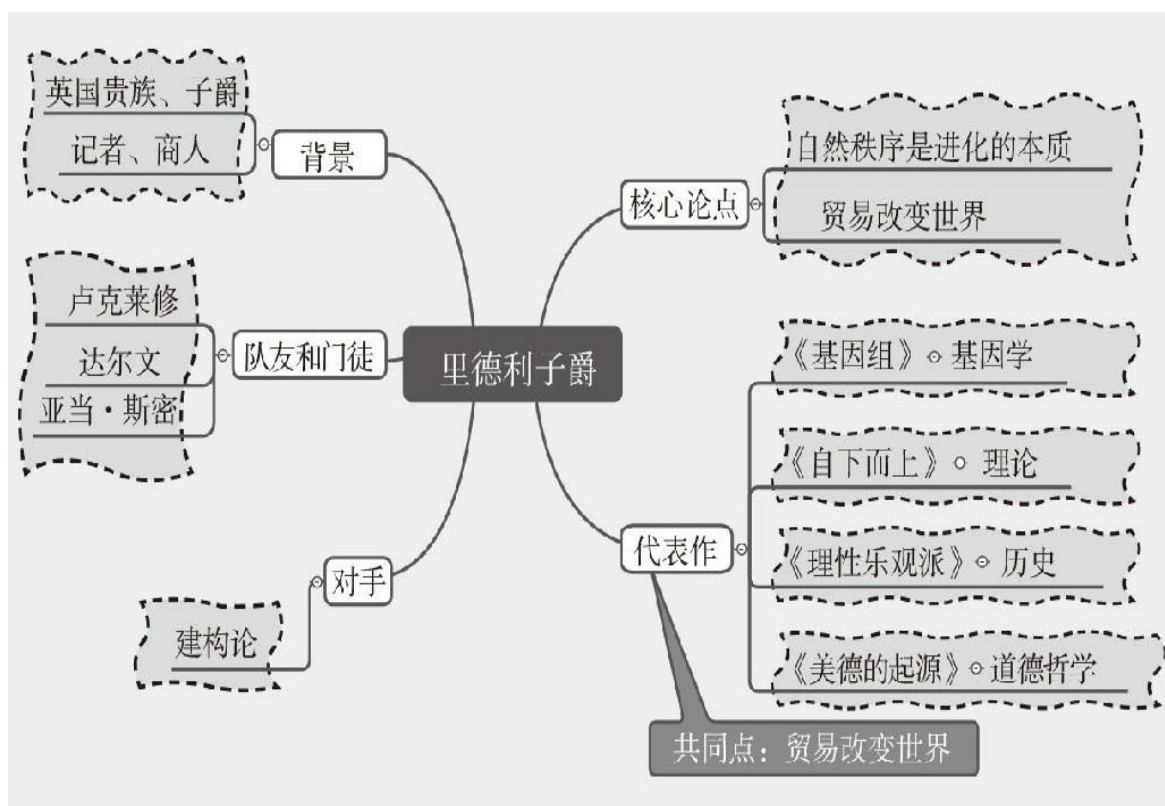 里德利子爵
背景
英国贵族、子爵
记者、商人
队友和门徒
卢克莱修
达尔文
亚当·斯密
对手
建构论
核心论点
自然秩序是进化的本质
贸易改变世界
代表作
《基因组》 基因学
《自下而上》 理论
《理性乐观派》 历史
《美德的起源》 道德哲学
共同点：贸易改变世界